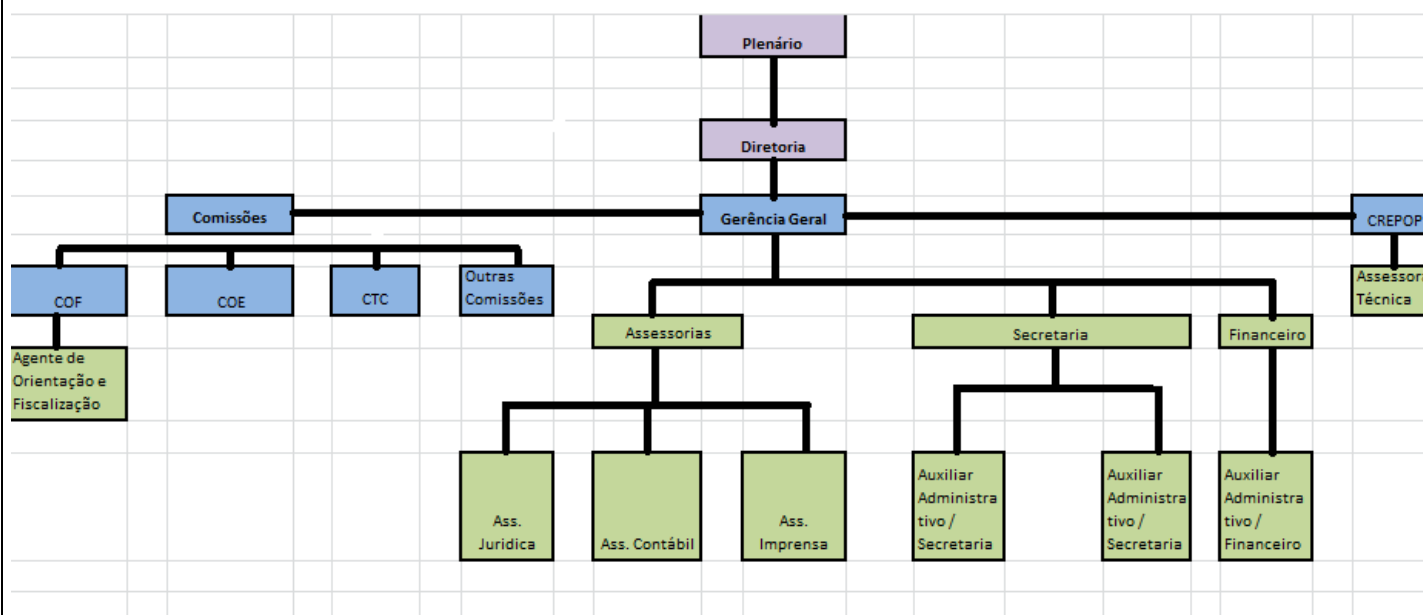 Plenário
Diretoria
Comissões
Gerência Geral
CREPOP
COF
COE
CTC
Outras
Comissões
Assessora
Técnica
Assessorias
Secretaria
Financeiro
Agente de
Orientação e
Fiscalização
Ass.
Juridica
Ass. Contábil
Ass.
Imprensa
Auxiliar
Administra
tivo /
Secretaria
Auxiliar
Administra
tivo /
Secretaria
Auxiliar
Administra
tivo /
Financeiro